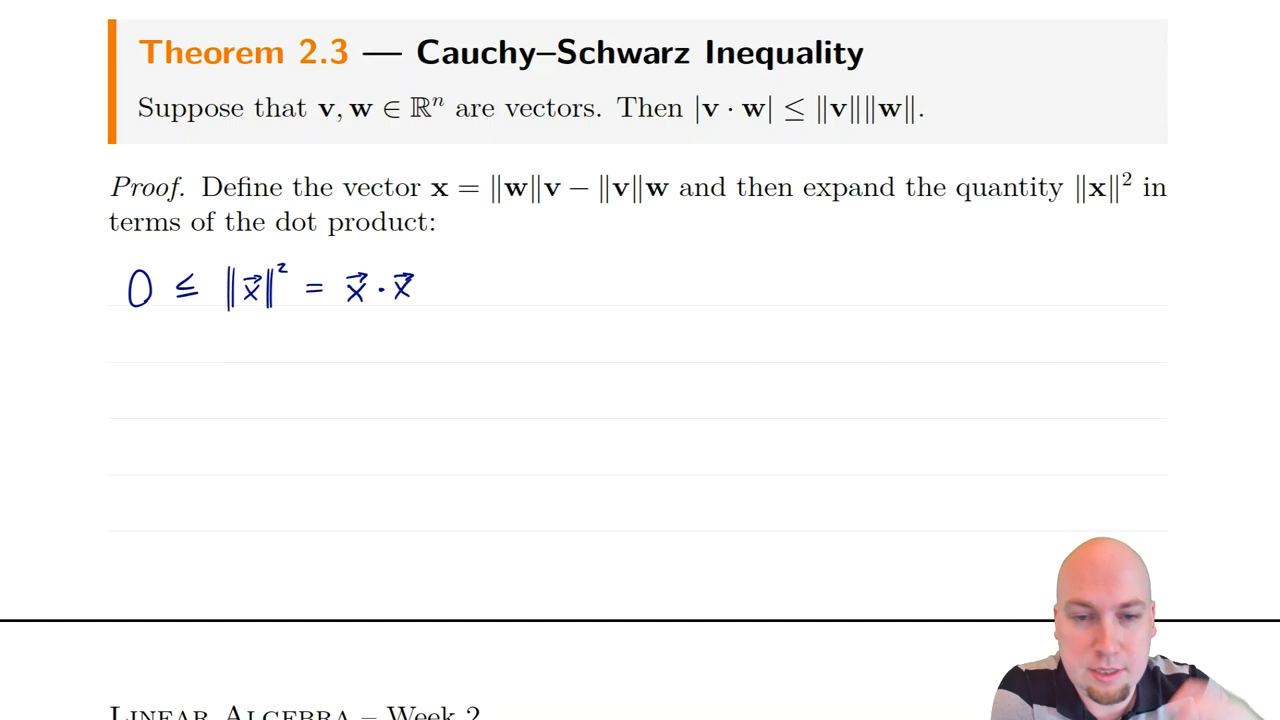 Theorem 2.3 — Cauchy–Schwarz Inequality
Suppose that v, w ∈ ℝⁿ are vectors. Then |v · w| ≤ ‖v‖‖w‖.
Proof. Define the vector x = ‖w‖v − ‖v‖w and then expand the quantity ‖x‖² in
terms of the dot product:
0 ≤ ‖x⃗‖² = x⃗ · x⃗
Linear Algebra – Week 2